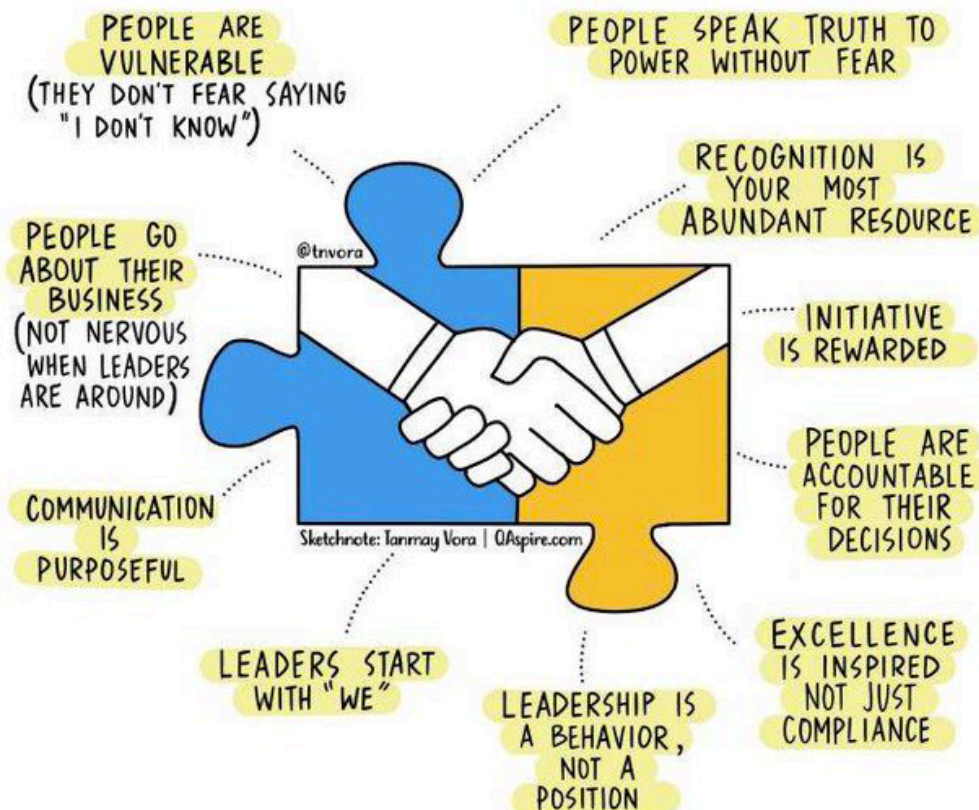 PEOPLE ARE
VULNERABLE
(THEY DON'T FEAR SAYING
"I DON'T KNOW")
PEOPLE SPEAK TRUTH TO
POWER WITHOUT FEAR
RECOGNITION IS
YOUR MOST
ABUNDANT RESOURCE
PEOPLE GO
ABOUT THEIR
BUSINESS
(NOT NERVOUS
WHEN LEADERS
ARE AROUND)
@tnvora
INITIATIVE
IS REWARDED
PEOPLE ARE
ACCOUNTABLE
FOR THEIR
DECISIONS
COMMUNICATION
IS
PURPOSEFUL
Sketchnote: Tanmay Vora | QAspire.com
LEADERS START
WITH "WE"
LEADERSHIP IS
A BEHAVIOR,
NOT A
POSITION
EXCELLENCE
IS INSPIRED
NOT JUST
COMPLIANCE